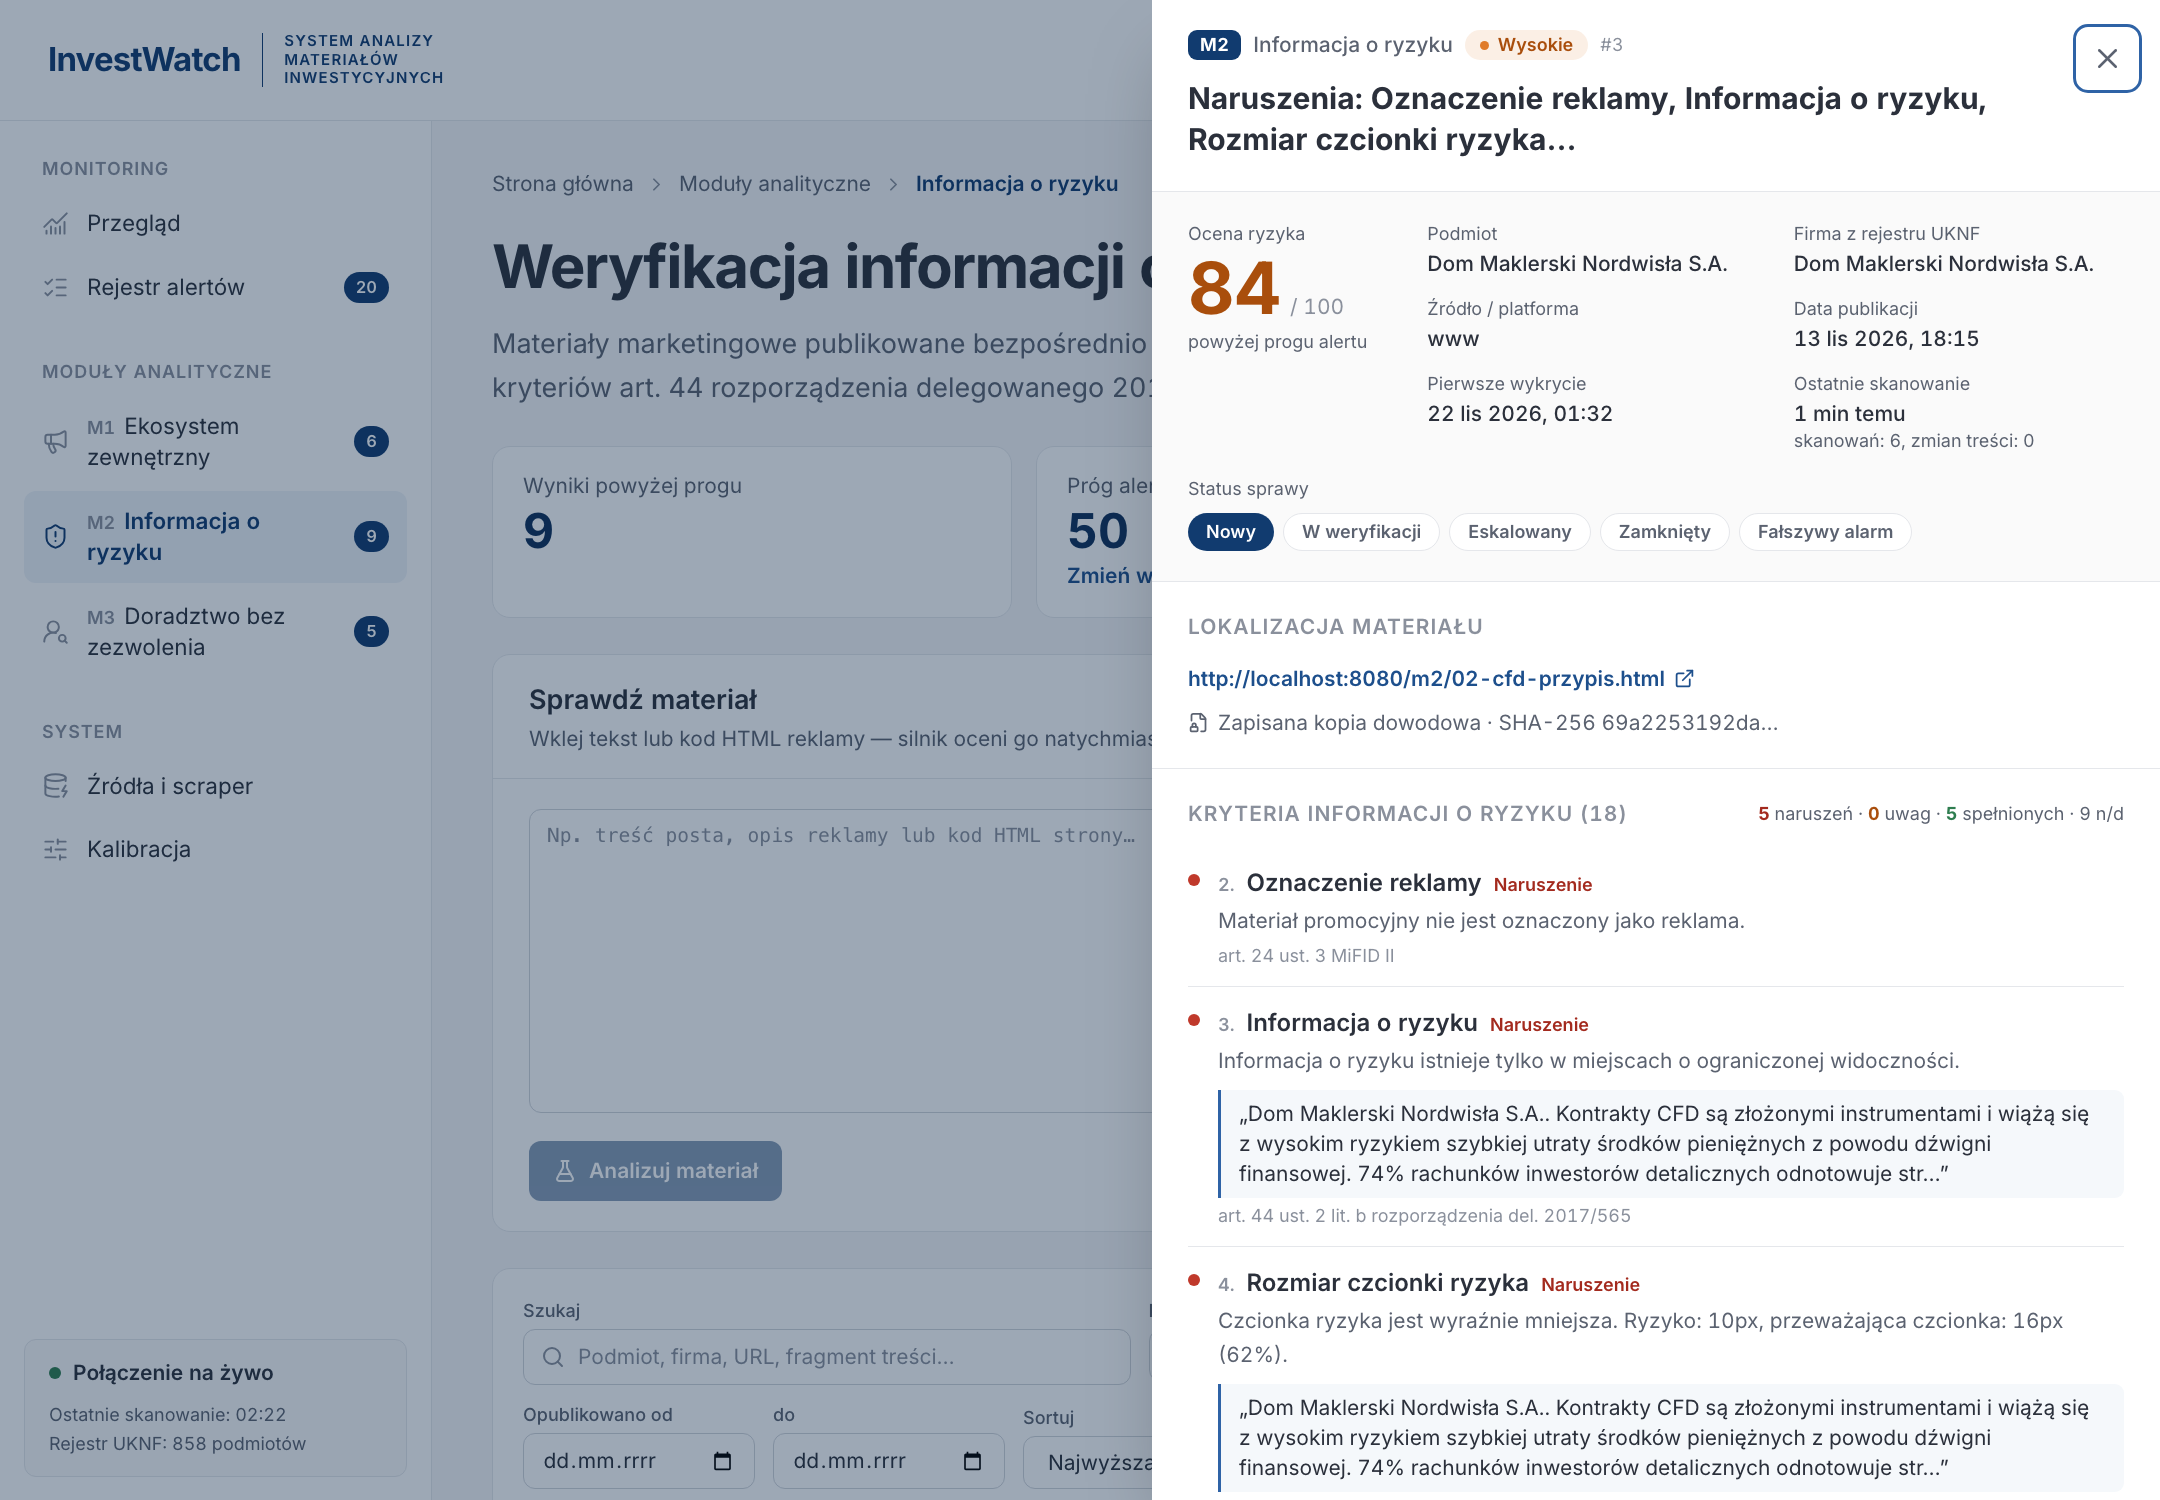 InvestWatch
SYSTEM ANALIZY
MATERIAŁÓW
INWESTYCYJNYCH
MONITORING
Przegląd
Rejestr alertów 20
MODUŁY ANALITYCZNE
M1 Ekosystem
zewnętrzny 6
M2 Informacja o
ryzyku 9
M3 Doradztwo bez
zezwolenia 5
SYSTEM
Źródła i scraper
Kalibracja
Połączenie na żywo
Ostatnie skanowanie: 02:22
Rejestr UKNF: 858 podmiotów
Strona główna > Moduły analityczne > Informacja o ryzyku
Weryfikacja informacji
Materiały marketingowe publikowane bezpośrednio
kryteriów art. 44 rozporządzenia delegowanego
Wyniki powyżej progu
9
Próg
50
Zmień
Sprawdź materiał
Wklej tekst lub kod HTML reklamy — silnik oceni go
Np. treść posta, opis reklamy lub kod HTML strony…
Analizuj materiał
Szukaj
Podmiot, firma, URL, fragment treści…
Opublikowano od do Sortuj
dd.mm.rrrr dd.mm.rrrr
M2 Informacja o ryzyku Wysokie #3
Naruszenia: Oznaczenie reklamy, Informacja o ryzyku,
Rozmiar czcionki ryzyka…
Ocena ryzyka
84 / 100
powyżej progu alertu
Podmiot
Dom Maklerski Nordwisła S.A.
Firma z rejestru UKNF
Dom Maklerski Nordwisła S.A.
Źródło / platforma
www
Data publikacji
13 lis 2026, 18:15
Pierwsze wykrycie
22 lis 2026, 01:32
Ostatnie skanowanie
1 min temu
skanowań: 6, zmian treści: 0
Status sprawy
Nowy W weryfikacji Eskalowany Zamknięty Fałszywy alarm
LOKALIZACJA MATERIAŁU
http://localhost:8080/m2/02-cfd-przypis.html
Zapisana kopia dowodowa · SHA-256 69a2253192da…
KRYTERIA INFORMACJI O RYZYKU (18)
5 naruszeń · 0 uwag · 5 spełnionych · 9 n/d
2. Oznaczenie reklamy Naruszenie
Materiał promocyjny nie jest oznaczony jako reklama.
art. 24 ust. 3 MiFID II
3. Informacja o ryzyku Naruszenie
Informacja o ryzyku istnieje tylko w miejscach o ograniczonej widoczności.
„Dom Maklerski Nordwisła S.A.. Kontrakty CFD są złożonymi instrumentami i wiążą się
z wysokim ryzykiem szybkiej utraty środków pieniężnych z powodu dźwigni
finansowej. 74% rachunków inwestorów detalicznych odnotowuje str…”
art. 44 ust. 2 lit. b rozporządzenia del. 2017/565
4. Rozmiar czcionki ryzyka Naruszenie
Czcionka ryzyka jest wyraźnie mniejsza. Ryzyko: 10px, przeważająca czcionka: 16px
(62%).
„Dom Maklerski Nordwisła S.A.. Kontrakty CFD są złożonymi instrumentami i wiążą się
z wysokim ryzykiem szybkiej utraty środków pieniężnych z powodu dźwigni
finansowej. 74% rachunków inwestorów detalicznych odnotowuje str…”